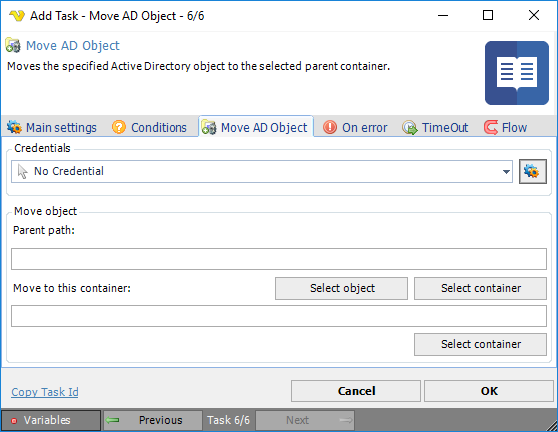 Add Task - Move AD Object - 6/6
Move AD Object
Moves the specified Active Directory object to the selected parent container.
Main settings Conditions Move AD Object On error TimeOut Flow
Credentials
No Credential
Move object
Parent path:
Move to this container: Select object Select container
Select container
Copy Task Id Cancel OK
Variables Previous Task 6/6 Next